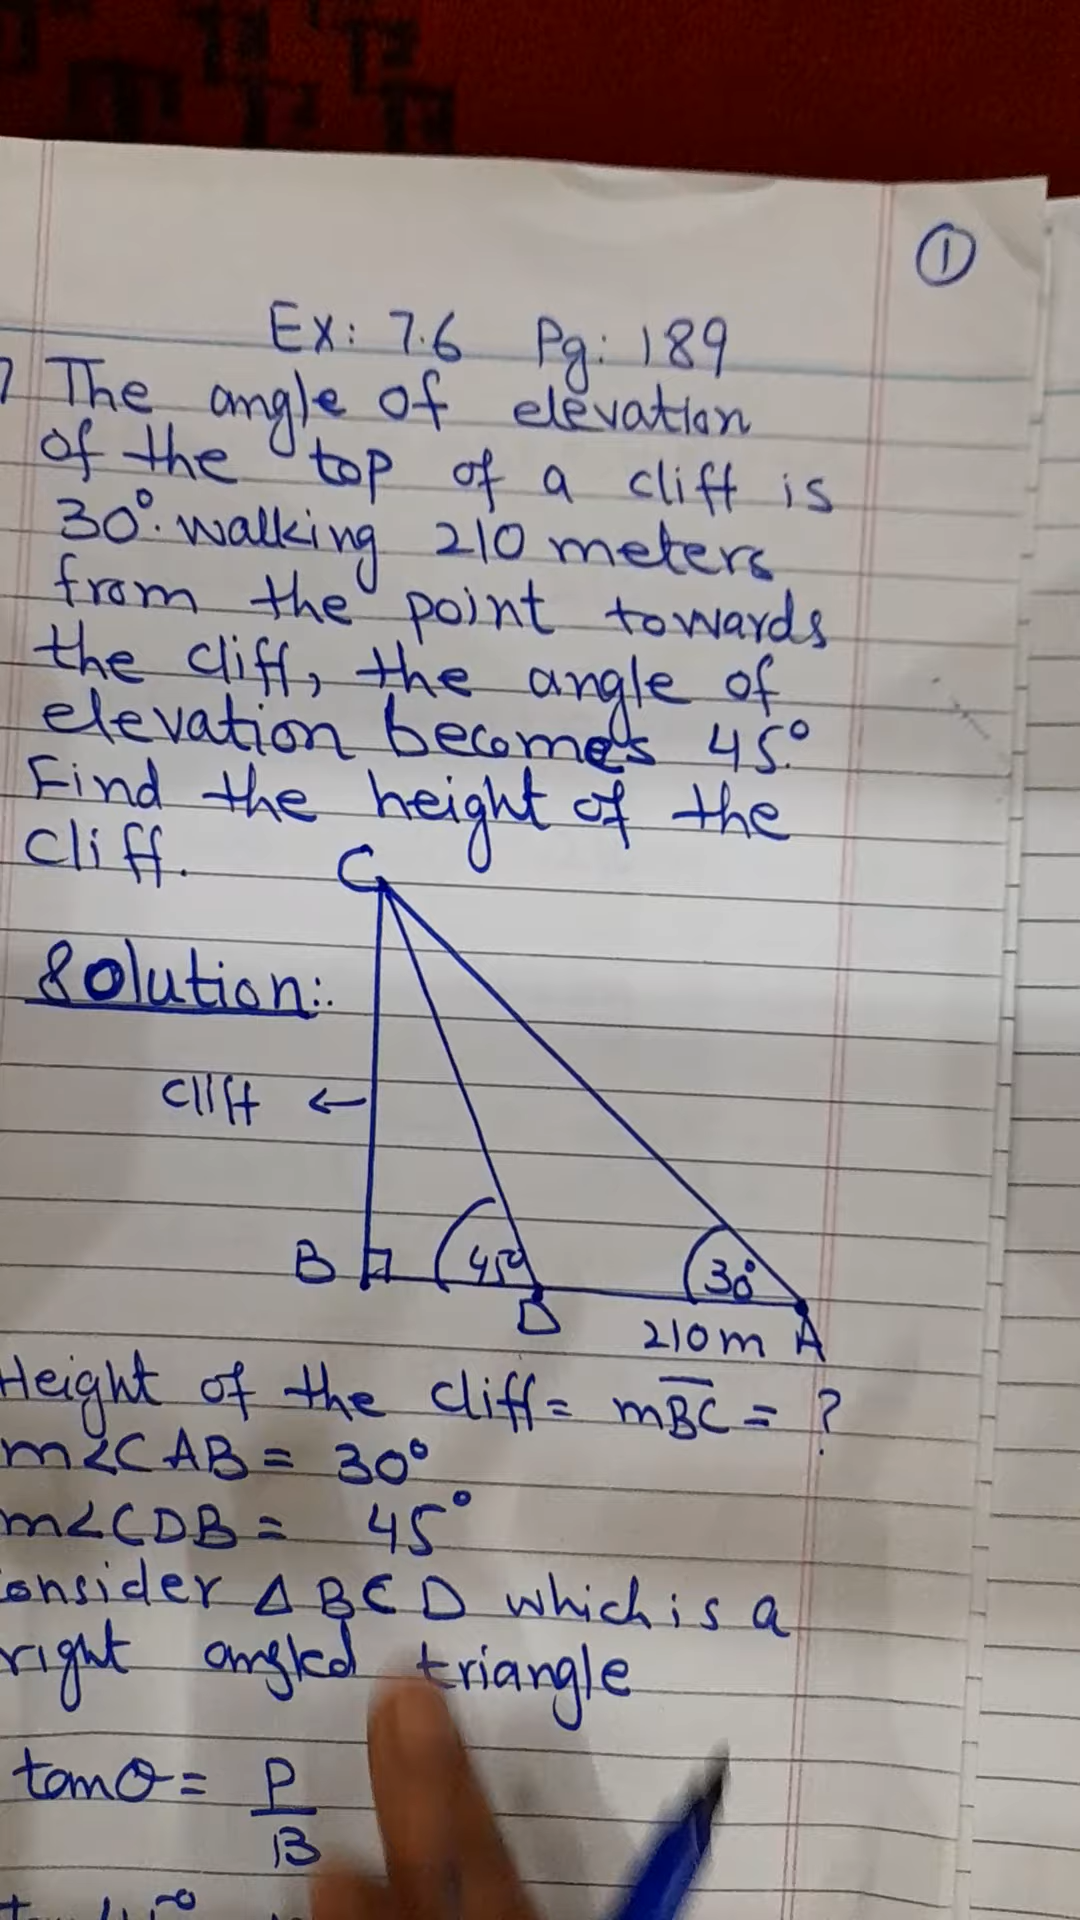 ①
Ex: 7.6 Pg: 189
The angle of elevation
of the top of a cliff is
30°. walking 210 meters
from the point towards
the cliff, the angle of
elevation becomes 45°.
Find the height of the
cliff.
C
Solution:.
Cliff ←
B 45° 30°
D 210m A
Height of the cliff = mBC = ?
m∠CAB = 30°
m∠CDB = 45°
onsider △ BCD which is a
right angled triangle
tanθ = P
B